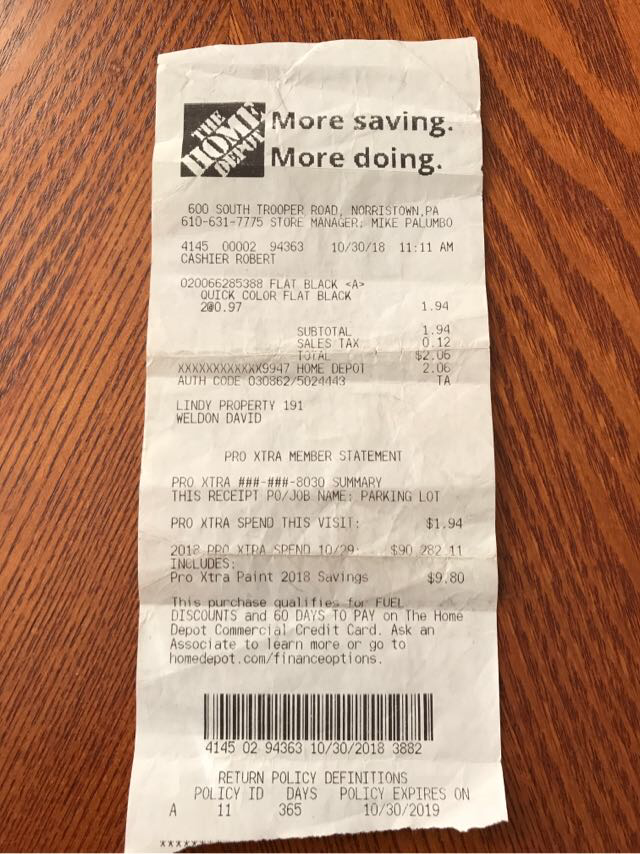 THE
HOME
DEPOT
More saving.
More doing.
600 SOUTH TROOPER ROAD, NORRISTOWN,PA
610-631-7775 STORE MANAGER: MIKE PALUMBO
4145 00002 94363 10/30/18 11:11 AM
CASHIER ROBERT
020066285388 FLAT BLACK <A>
QUICK COLOR FLAT BLACK
2@0.97 1.94
SUBTOTAL 1.94
SALES TAX 0.12
TOTAL $2.06
XXXXXXXXXXXX9947 HOME DEPOT 2.06
AUTH CODE 030862/5024443 TA
LINDY PROPERTY 191
WELDON DAVID
PRO XTRA MEMBER STATEMENT
PRO XTRA ###-###-8030 SUMMARY
THIS RECEIPT PO/JOB NAME: PARKING LOT
PRO XTRA SPEND THIS VISIT: $1.94
2018 PRO XTRA SPEND 10/29: $90,282.11
INCLUDES:
Pro Xtra Paint 2018 Savings $9.80
This purchase qualifies for FUEL
DISCOUNTS and 60 DAYS TO PAY on The Home
Depot Commercial Credit Card. Ask an
Associate to learn more or go to
homedepot.com/financeoptions.
4145 02 94363 10/30/2018 3882
RETURN POLICY DEFINITIONS
POLICY ID DAYS POLICY EXPIRES ON
A 11 365 10/30/2019
*******